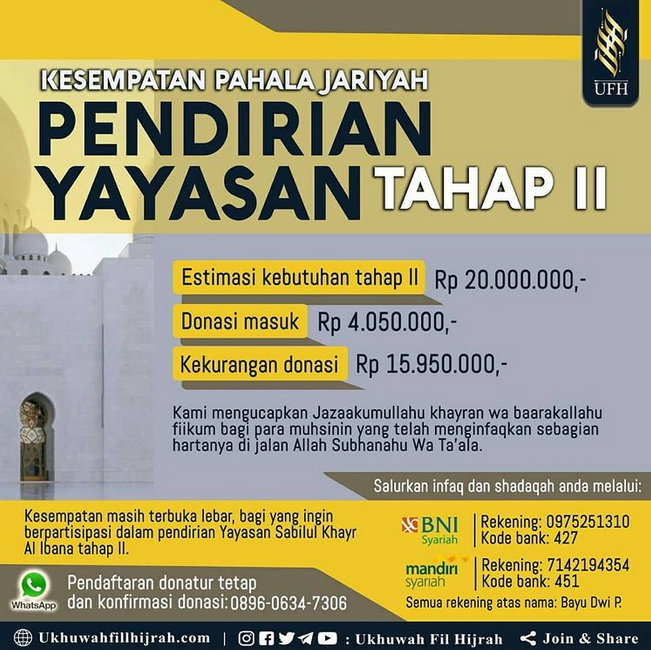 UFH
KESEMPATAN PAHALA JARIYAH
PENDIRIAN
YAYASAN TAHAP II
Estimasi kebutuhan tahap II Rp 20.000.000,-
Donasi masuk Rp 4.050.000,-
Kekurangan donasi Rp 15.950.000,-
Kami mengucapkan Jazaakumullahu khayran wa baarakallahu
fiikum bagi para muhsinin yang telah menginfaqkan sebagian
hartanya di jalan Allah Subhanahu Wa Ta'ala.
Salurkan infaq dan shadaqah anda melalui:
Kesempatan masih terbuka lebar, bagi yang ingin
berpartisipasi dalam pendirian Yayasan Sabilul Khayr
Al Ibana tahap II.
BNI Syariah
Rekening: 0975251310
Kode bank: 427
mandiri syariah
Rekening: 7142194354
Kode bank: 451
Semua rekening atas nama: Bayu Dwi P.
WhatsApp
Pendaftaran donatur tetap
dan konfirmasi donasi: 0896-0634-7306
Ukhuwahfillhijrah.com | : Ukhuwah Fil Hijrah Join & Share